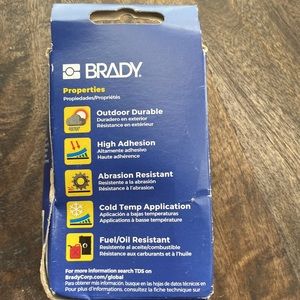 BRADY.
Properties
Propiedades/Propriétés
Outdoor Durable
Duradero en exterior
Résistance en extérieur
High Adhesion
Altamente adhesivo
Haute adhérence
Abrasion Resistant
Resistente a la abrasión
Résistance à l'abrasion
Cold Temp Application
Aplicación a bajas temperaturas
Applications à basse température
Fuel/Oil Resistant
Resistente al aceite/combustible
Résistance aux carburants et à l'huile
For more information search TDS on
BradyCorp.com/global
Para obtener más información, busque en las hojas de datos técnicos en
Pour plus d'informations, consultez la fiche technique sur